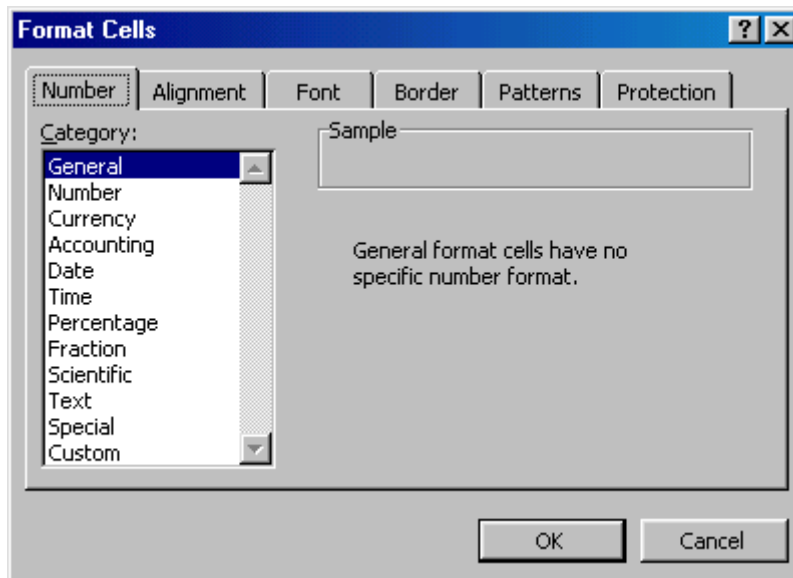 Format Cells
Number Alignment Font Border Patterns Protection
Category:
General
Number
Currency
Accounting
Date
Time
Percentage
Fraction
Scientific
Text
Special
Custom
Sample
General format cells have no
specific number format.
OK Cancel